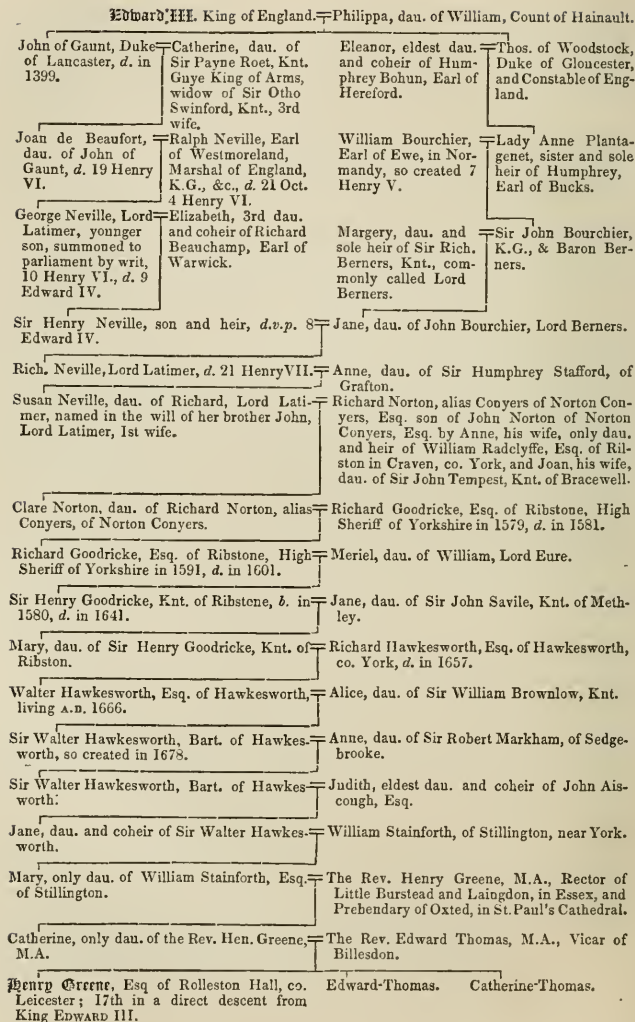 Edward III. King of England.=Philippa, dau. of William, Count of Hainault.
John of Gaunt, Duke
of Lancaster, d. in
1399.
Catherine, dau. of
Sir Payne Roet, Knt.
Guye King of Arms,
widow of Sir Otho
Swinford, Knt., 3rd
wife.
Eleanor, eldest dau.
and coheir of Hum-
phrey Bohun, Earl of
Hereford.
Thos. of Woodstock,
Duke of Gloucester,
and Constable of Eng-
land.
Joan de Beaufort,
dau. of John of
Gaunt, d. 19 Henry
VI.
Ralph Neville, Earl
of Westmoreland,
Marshal of England,
K.G., &c., d. 21 Oct.
4 Henry VI.
William Bourchier,
Earl of Ewe, in Nor-
mandy, so created 7
Henry V.
Lady Anne Planta-
genet, sister and sole
heir of Humphrey,
Earl of Bucks.
George Neville, Lord
Latimer, younger
son, summoned to
parliament by writ,
10 Henry VI., d. 9
Edward IV.
Elizabeth, 3rd dau.
and coheir of Richard
Beauchamp, Earl of
Warwick.
Margery, dau. and
sole heir of Sir Rich.
Berners, Knt., com-
monly called Lord
Berners.
Sir John Bourchier,
K.G., & Baron Ber-
ners.
Sir Henry Neville, son and heir, d.v.p. 8
Edward IV.
Jane, dau. of John Bourchier, Lord Berners.
Rich. Neville, Lord Latimer, d. 21 Henry VII.
Anne, dau. of Sir Humphrey Stafford, of
Grafton.
Susan Neville, dau. of Richard, Lord Lati-
mer, named in the will of her brother John,
Lord Latimer, 1st wife.
Richard Norton, alias Conyers of Norton Con-
yers, Esq. son of John Norton of Norton
Conyers, Esq. by Anne, his wife, only dau.
and heir of William Radclyffe, Esq. of Ril-
ston in Craven, co. York, and Joan, his wife,
dau. of Sir John Tempest, Knt. of Bracewell.
Clare Norton, dau. of Richard Norton, alias
Conyers, of Norton Conyers.
Richard Goodricke, Esq. of Ribstone, High
Sheriff of Yorkshire in 1579, d. in 1581.
Richard Goodricke, Esq. of Ribstone, High
Sheriff of Yorkshire in 1591, d. in 1601.
Meriel, dau. of William, Lord Eure.
Sir Henry Goodricke, Knt. of Ribstene, b. in
1580, d. in 1641.
Jane, dau. of Sir John Savile, Knt. of Meth-
ley.
Mary, dau. of Sir Henry Goodricke, Knt. of
Ribston.
Richard Hawkesworth, Esq. of Hawkesworth,
co. York, d. in 1657.
Walter Hawkesworth, Esq. of Hawkesworth,
living A.D. 1666.
Alice, dau. of Sir William Brownlow, Knt.
Sir Walter Hawkesworth, Bart. of Hawkes-
worth, so created in 1678.
Anne, dau. of Sir Robert Markham, of Sedge-
brooke.
Sir Walter Hawkesworth, Bart. of Hawkes-
worth.
Judith, eldest dau. and coheir of John Ais-
cough, Esq.
Jane, dau. and coheir of Sir Walter Hawkes-
worth.
William Stainforth, of Stillington, near York.
Mary, only dau. of William Stainforth, Esq.
of Stillington.
The Rev. Henry Greene, M.A., Rector of
Little Burstead and Laingdon, in Essex, and
Prebendary of Oxted, in St. Paul's Cathedral.
Catherine, only dau. of the Rev. Hen. Greene,
M.A.
The Rev. Edward Thomas, M.A., Vicar of
Billesdon.
Henry Greene, Esq of Rolleston Hall, co.
Leicester; 17th in a direct descent from
King EDWARD III.
Edward-Thomas.
Catherine-Thomas.